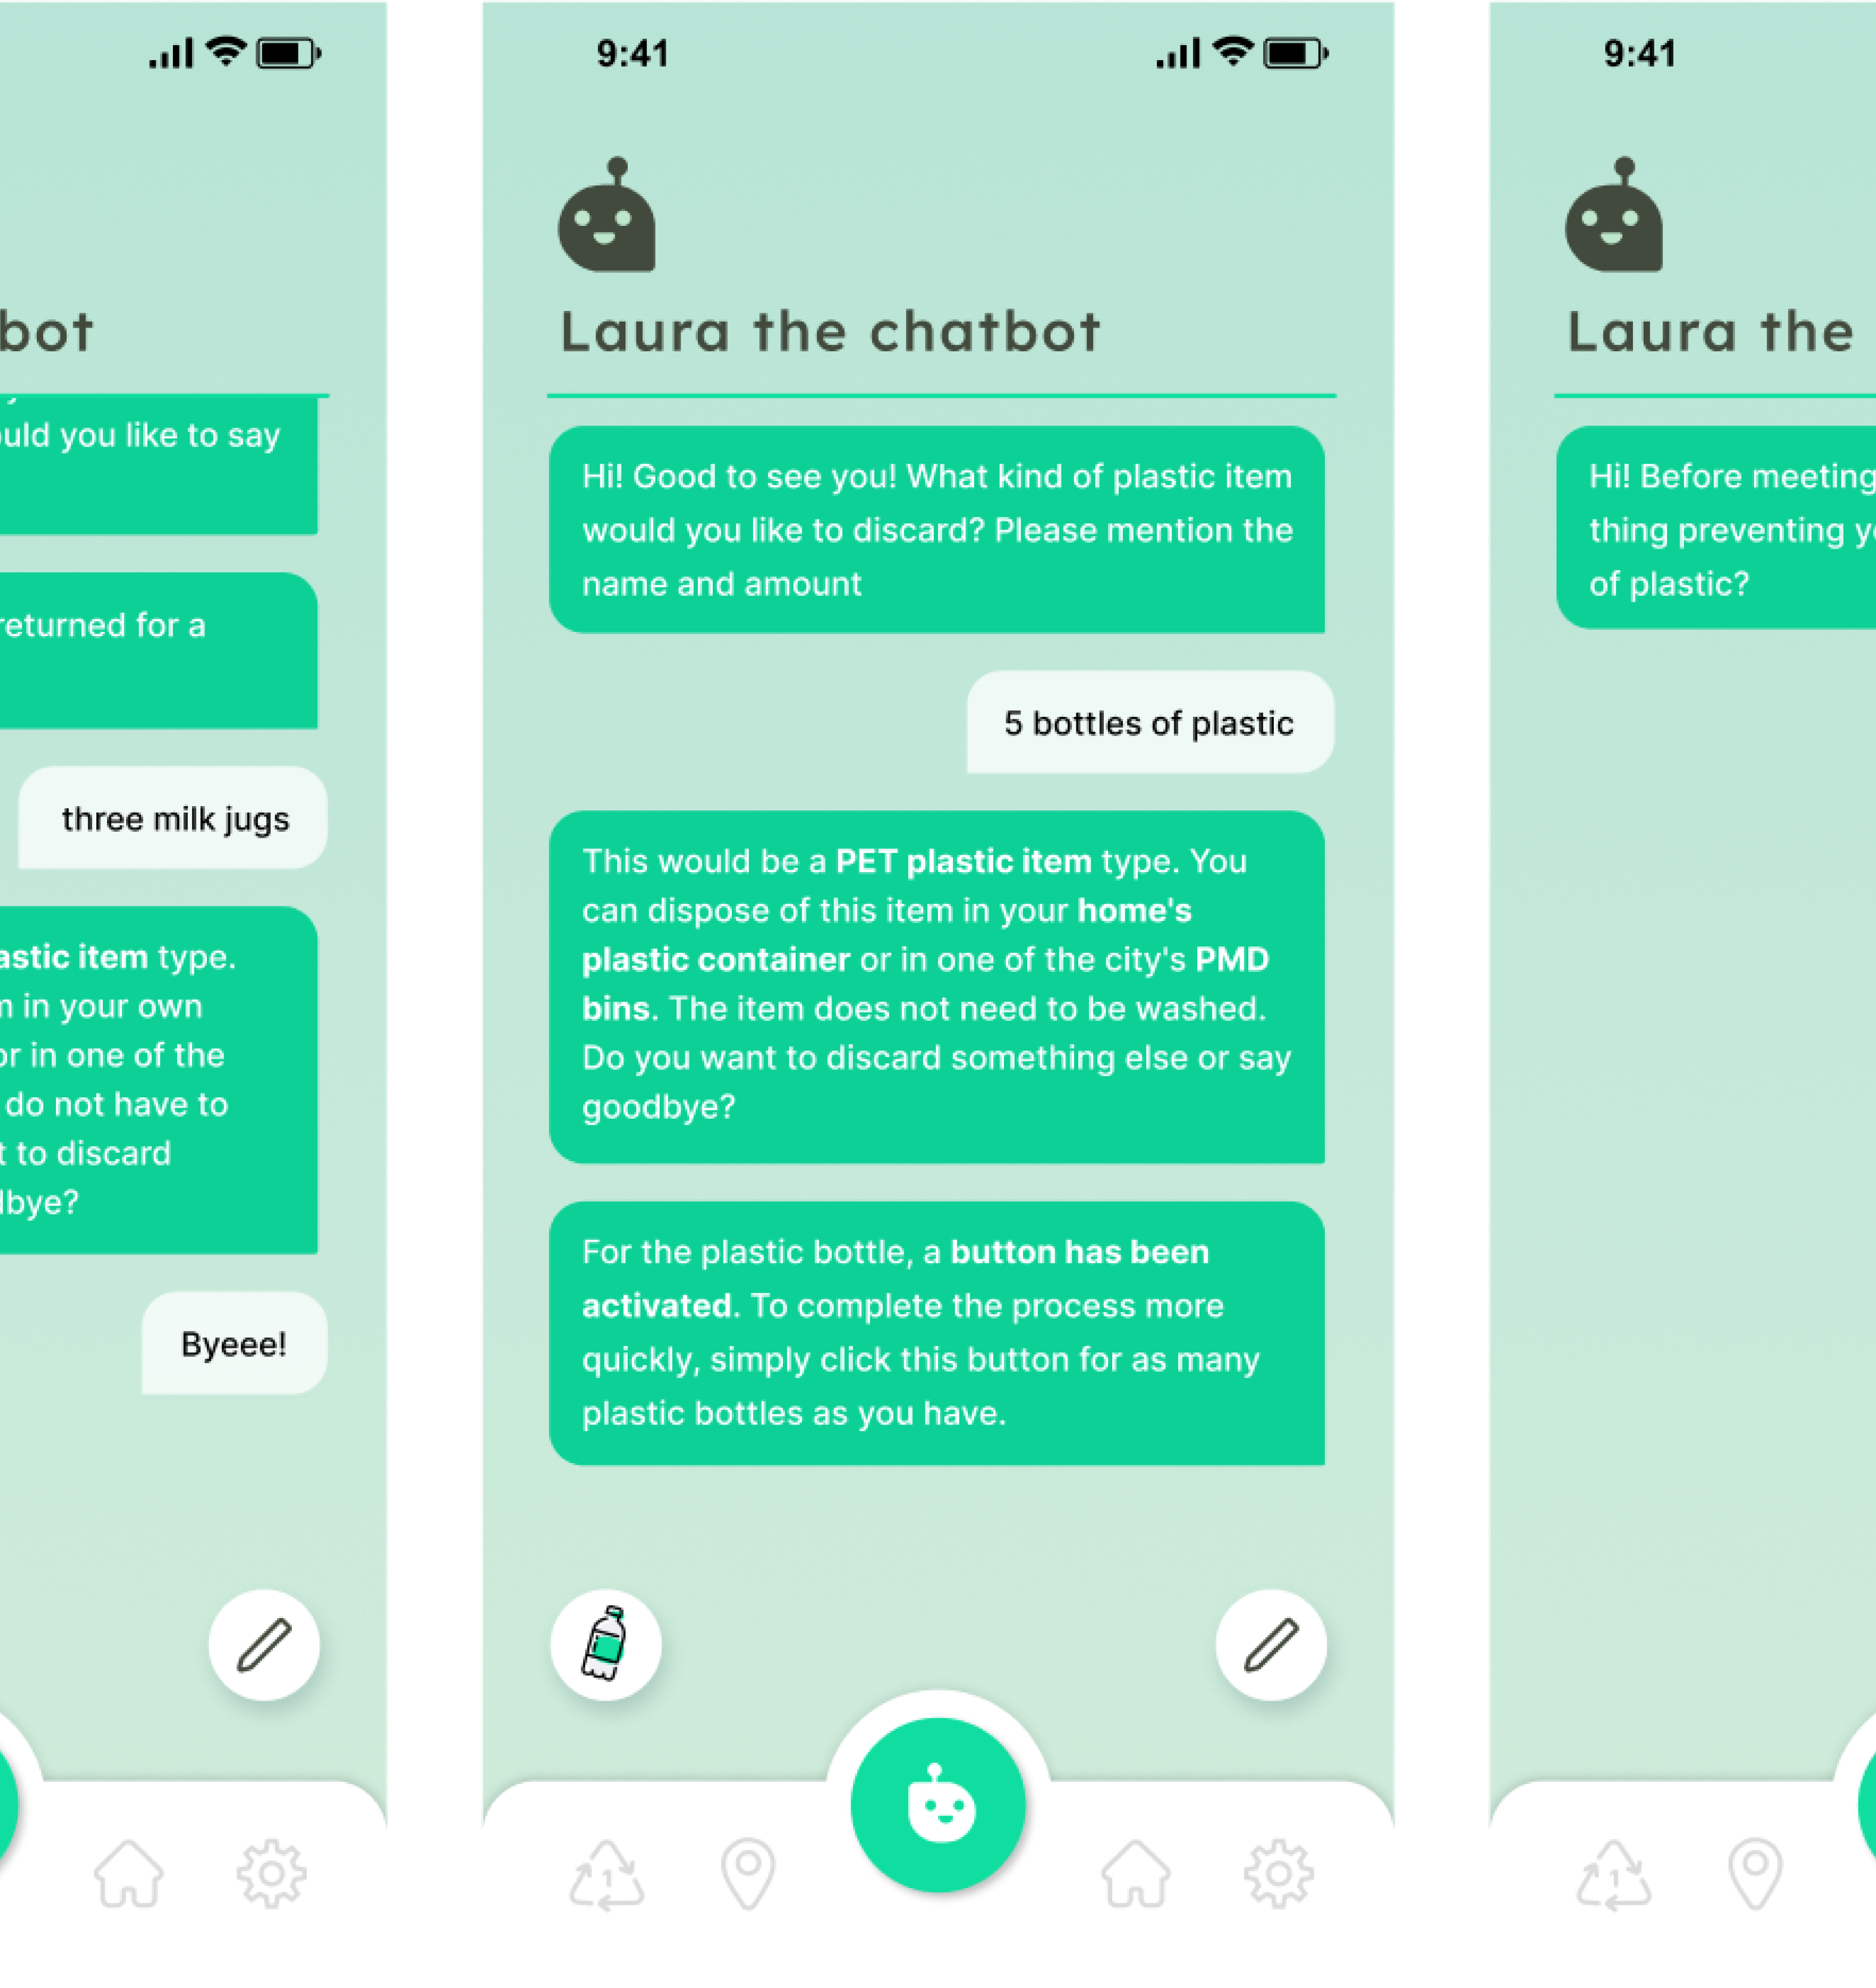 bot
ould you like to say
returned for a
three milk jugs
astic item type.
n in your own
or in one of the
do not have to
t to discard
dbye?
Byeee!
9:41
Laura the chatbot
Hi! Good to see you! What kind of plastic item
would you like to discard? Please mention the
name and amount
5 bottles of plastic
This would be a PET plastic item type. You
can dispose of this item in your home's
plastic container or in one of the city's PMD
bins. The item does not need to be washed.
Do you want to discard something else or say
goodbye?
For the plastic bottle, a button has been
activated. To complete the process more
quickly, simply click this button for as many
plastic bottles as you have.
1
9:41
Laura the
Hi! Before meeting
thing preventing y
of plastic?
1